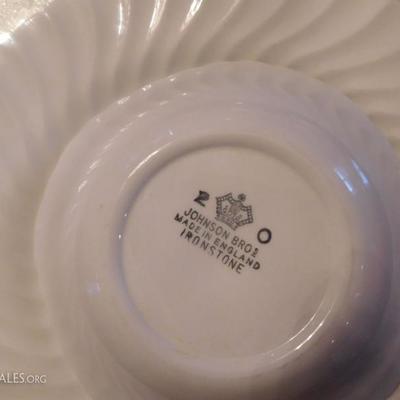 2 O
JOHNSON BROS
MADE IN ENGLAND
IRONSTONE
ALES.ORG